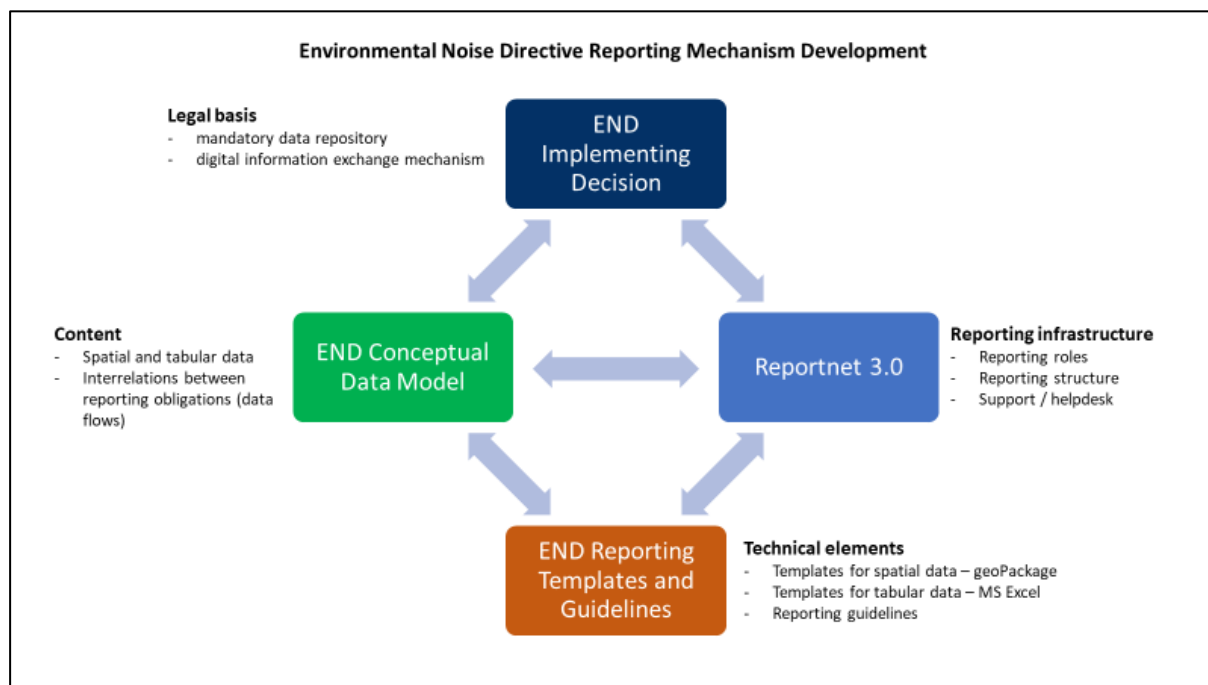 Environmental Noise Directive Reporting Mechanism Development
Legal basis
- mandatory data repository
- digital information exchange mechanism
END
Implementing
Decision
Content
- Spatial and tabular data
- Interrelations between
reporting obligations (data
flows)
END Conceptual
Data Model
Reportnet 3.0
Reporting infrastructure
- Reporting roles
- Reporting structure
- Support / helpdesk
END Reporting
Templates and
Guidelines
Technical elements
- Templates for spatial data – geoPackage
- Templates for tabular data – MS Excel
- Reporting guidelines